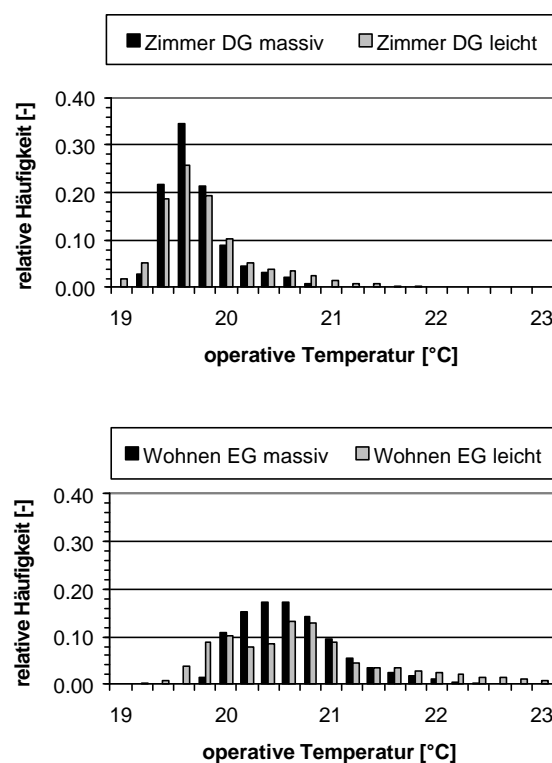 Zimmer DG massiv Zimmer DG leicht
relative Häufigkeit [-]
0.40
0.30
0.20
0.10
0.00
19 20 21 22 23
operative Temperatur [°C]
Wohnen EG massiv Wohnen EG leicht
relative Häufigkeit [-]
0.40
0.30
0.20
0.10
0.00
19 20 21 22 23
operative Temperatur [°C]